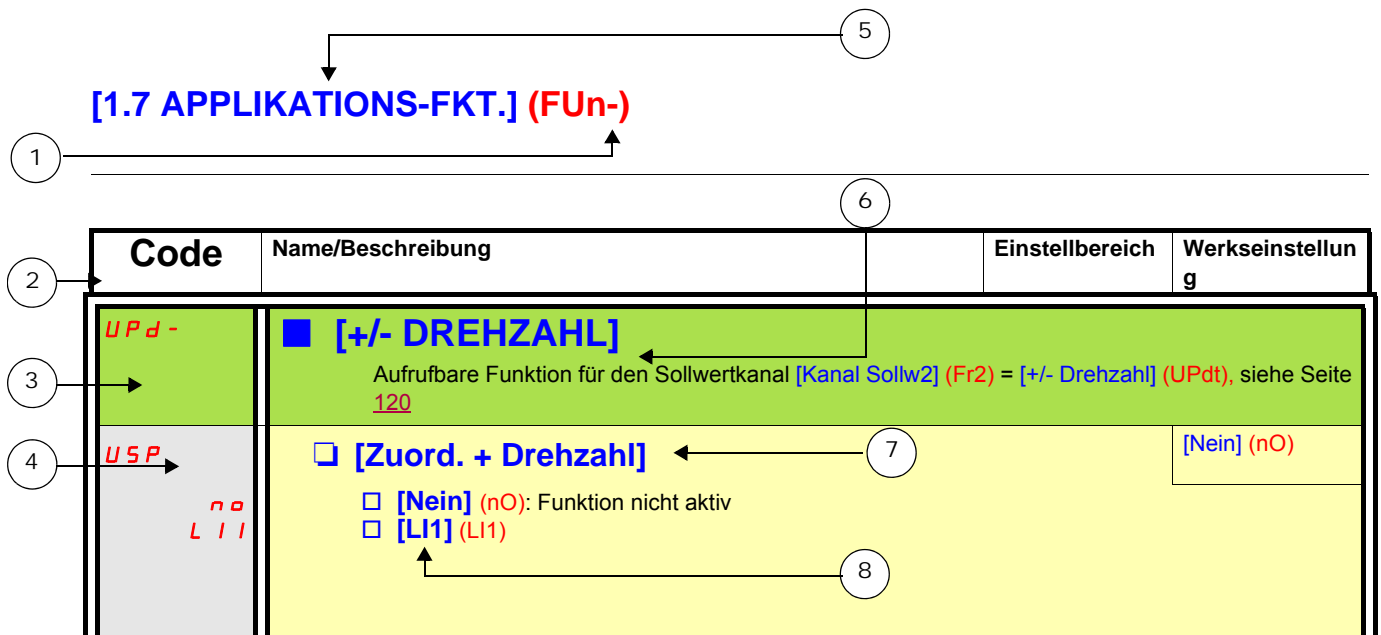 5
[1.7 APPLIKATIONS-FKT.] (FUn-)
1
6
Code Name/Beschreibung Einstellbereich Werkseinstellun
g
2
UPd- [+/- DREHZAHL]
Aufrufbare Funktion für den Sollwertkanal [Kanal Sollw2] (Fr2) = [+/- Drehzahl] (UPdt), siehe Seite
120
3
USP [Zuord. + Drehzahl] 7 [Nein] (nO)
4
no [Nein] (nO): Funktion nicht aktiv
LI1 [LI1] (LI1)
8